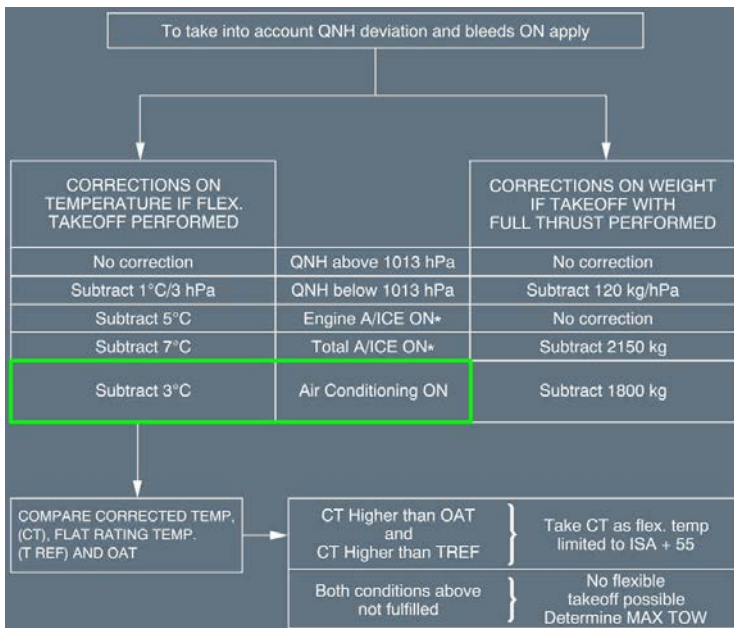 To take into account QNH deviation and bleeds ON apply
CORRECTIONS ON
TEMPERATURE IF FLEX.
TAKEOFF PERFORMED
CORRECTIONS ON WEIGHT
IF TAKEOFF WITH
FULL THRUST PERFORMED
No correction
QNH above 1013 hPa
No correction
Subtract 1°C/3 hPa
QNH below 1013 hPa
Subtract 120 kg/hPa
Subtract 5°C
Engine A/ICE ON*
No correction
Subtract 7°C
Total A/ICE ON*
Subtract 2150 kg
Subtract 3°C
Air Conditioning ON
Subtract 1800 kg
COMPARE CORRECTED TEMP,
(CT), FLAT RATING TEMP.
(T REF) AND OAT
CT Higher than OAT
and
CT Higher than TREF
Take CT as flex. temp
limited to ISA + 55
Both conditions above
not fulfilled
No flexible
takeoff possible
Determine MAX TOW